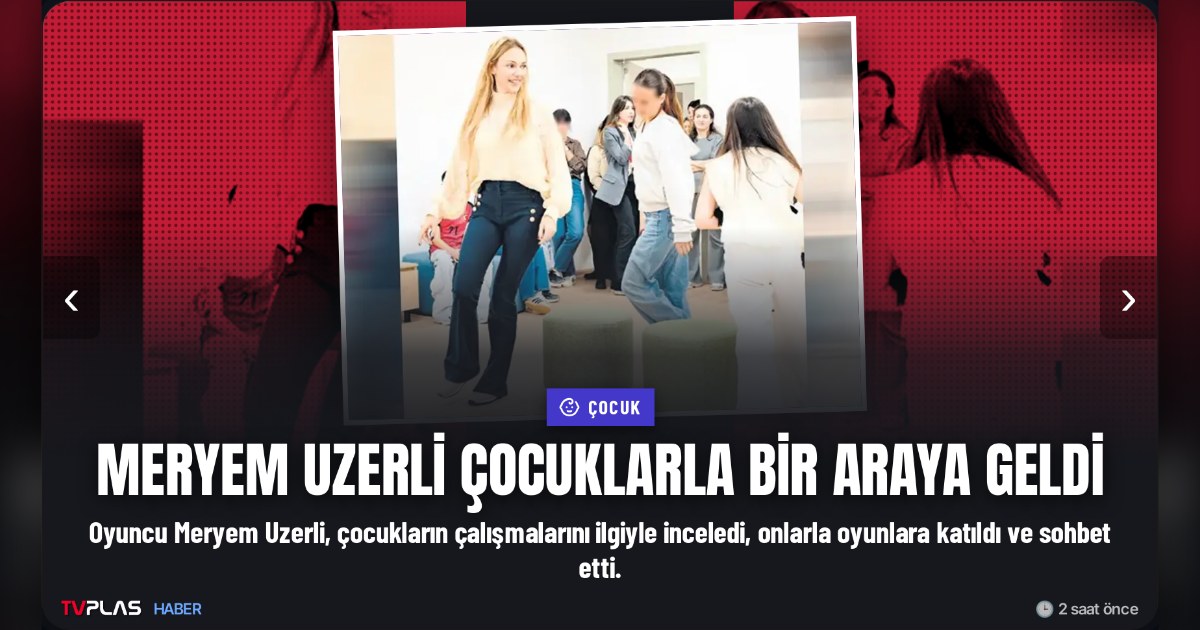 ÇOCUK
MERYEM UZERLİ ÇOCUKLARLA BİR ARAYA GELDİ
Oyuncu Meryem Uzerli, çocukların çalışmalarını ilgiyle inceledi, onlarla oyunlara katıldı ve sohbet
etti.
TVPLAS HABER
2 saat önce